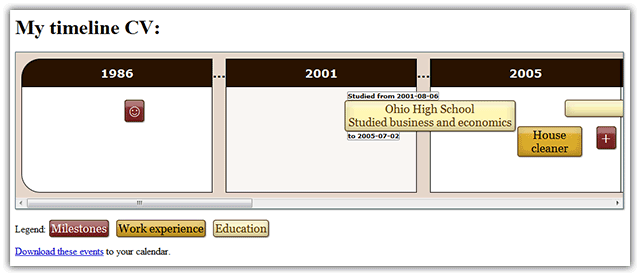 My timeline CV:
1986 ... 2001 ... 2005
☺
Studied from 2001-08-06
Ohio High School
Studied business and economics
to 2005-07-02
House
cleaner
+
Legend: Milestones Work experience Education
Download these events to your calendar.